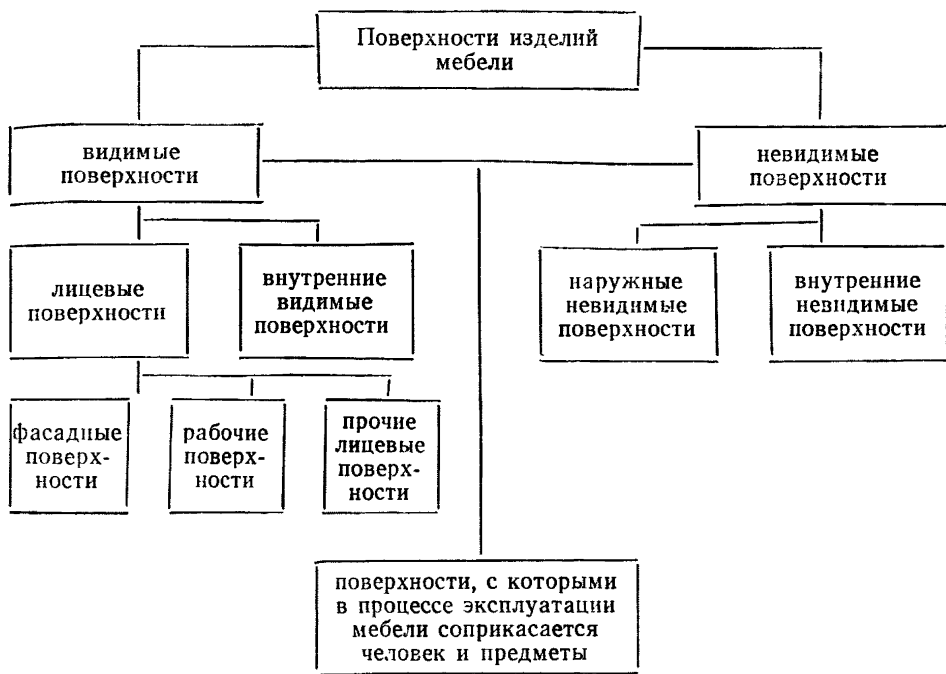 Поверхности изделий
мебели
видимые
поверхности
невидимые
поверхности
лицевые
поверхности
внутренние
видимые
поверхности
наружные
невидимые
поверхности
внутренние
невидимые
поверхности
фасадные
поверх-
ности
рабочие
поверх-
ности
прочие
лицевые
поверх-
ности
поверхности, с которыми
в процессе эксплуатации
мебели соприкасается
человек и предметы